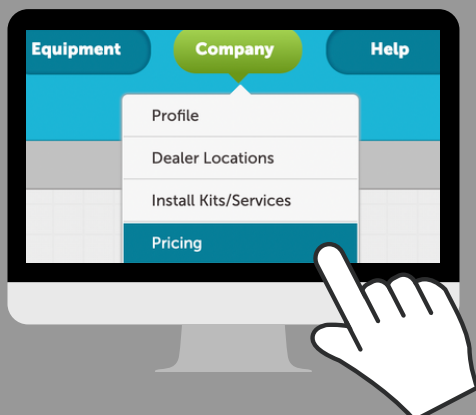 Equipment
Company
Help
Profile
Dealer Locations
Install Kits/Services
Pricing